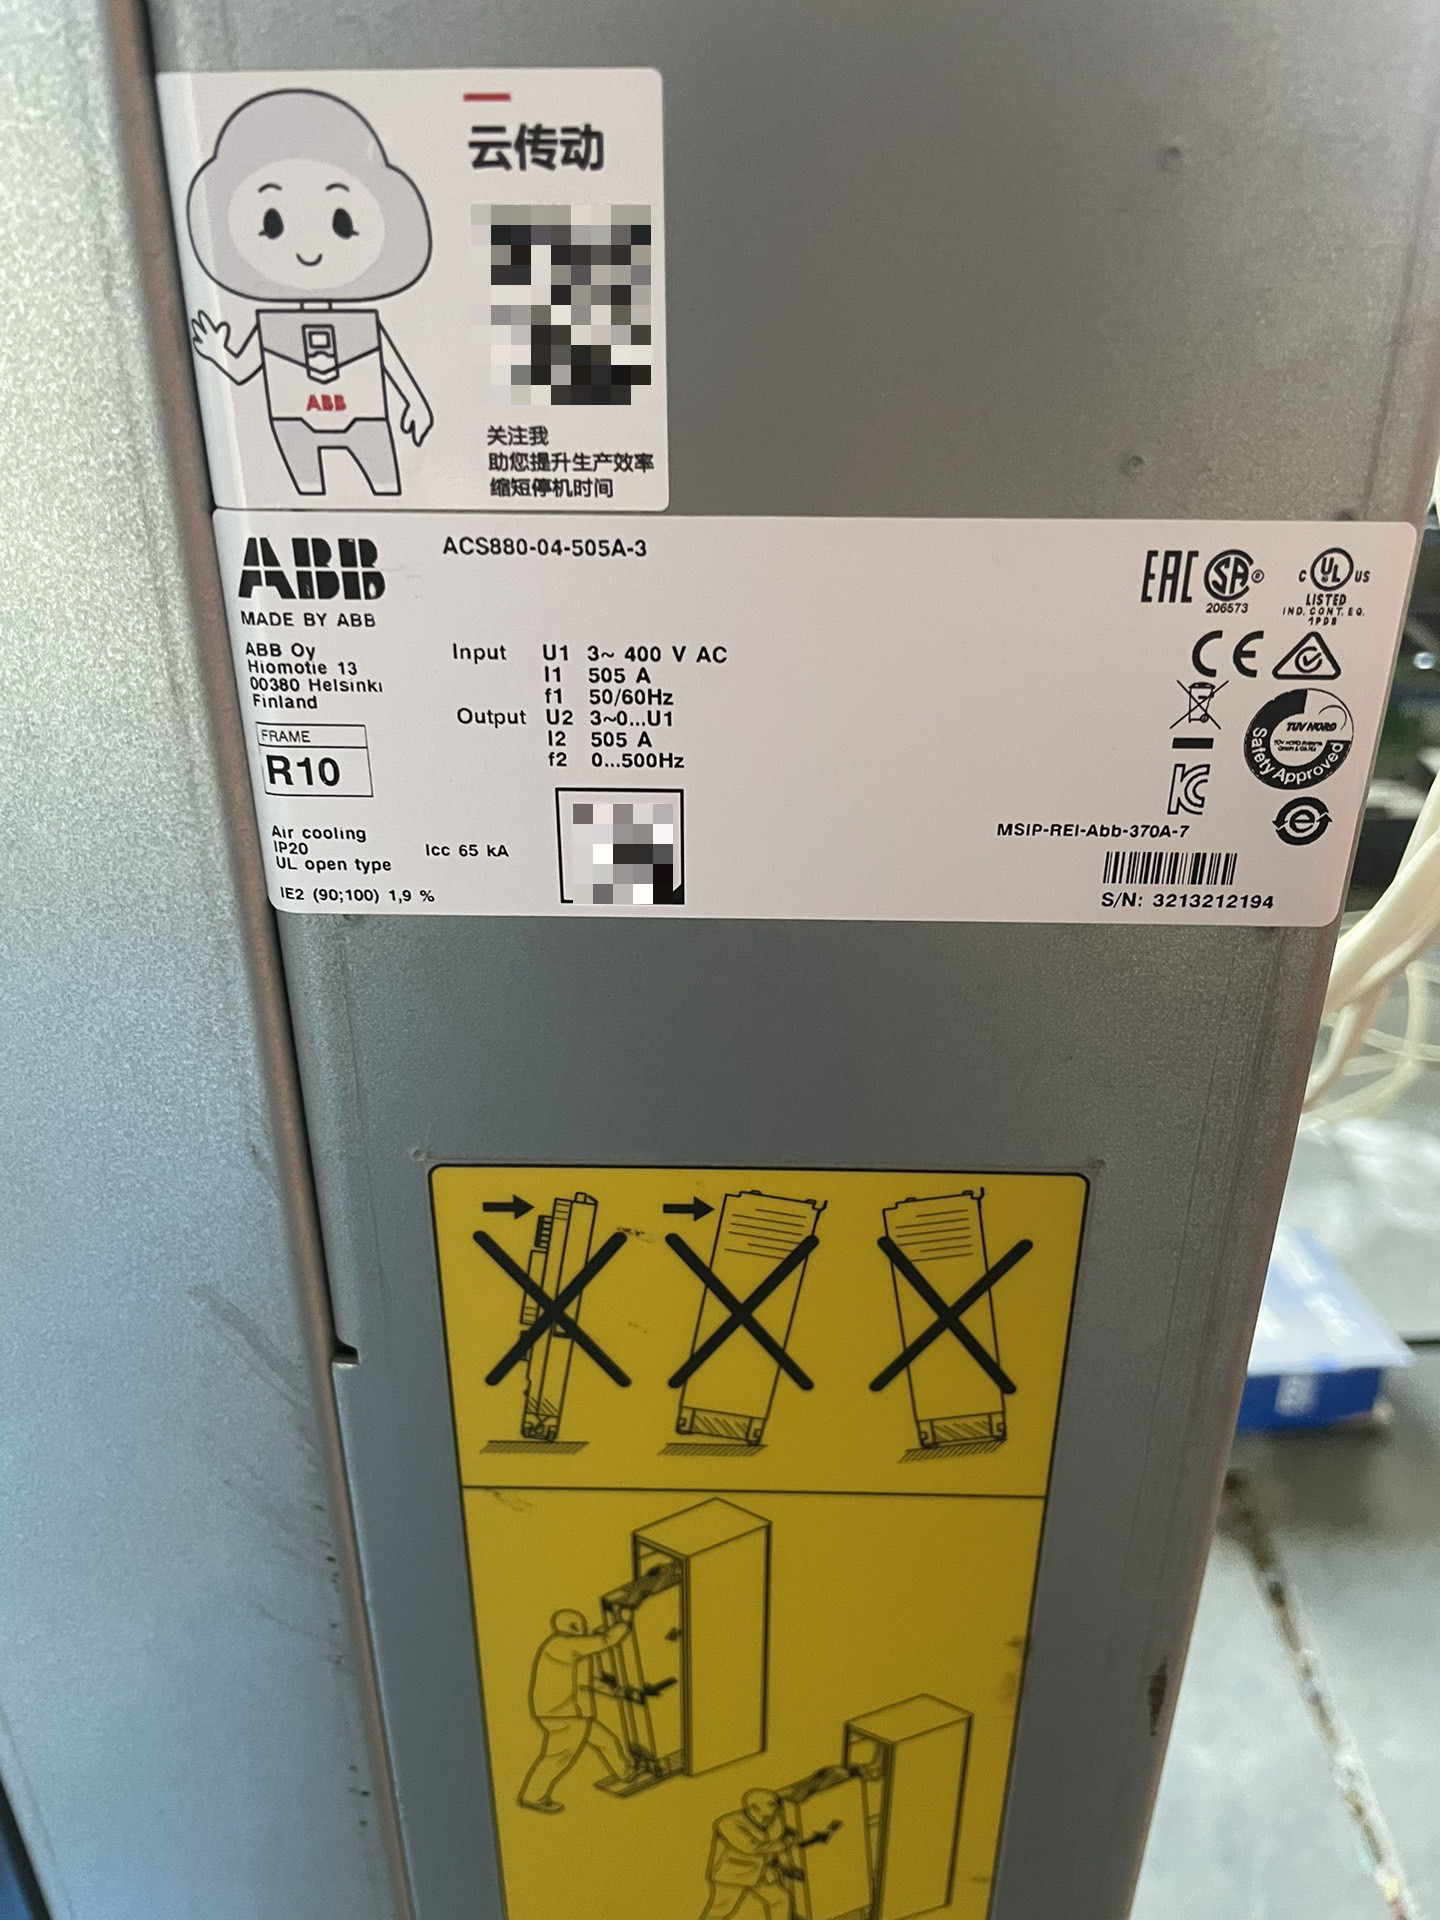 云传动
ABB
关注我
助您提升生产效率
缩短停机时间
ABB
MADE BY ABB
ABB Oy
Hiomotie 13
00380 Helsinki
Finland
FRAME
R10
Air cooling
IP20
UL open type
IE2 (90;100) 1,9 %
ACS880-04-505A-3
Input U1 3~ 400 V AC
I1 505 A
f1 50/60Hz
Output U2 3~0...U1
I2 505 A
f2 0...500Hz
Icc 65 kA
EAC
SA ®
206573
C UL US
LISTED
IND. CONT. EQ.
1PD8
CE
TUV NORD
Safety Approved
KC
e
MSIP-REI-Abb-370A-7
S/N: 3213212194